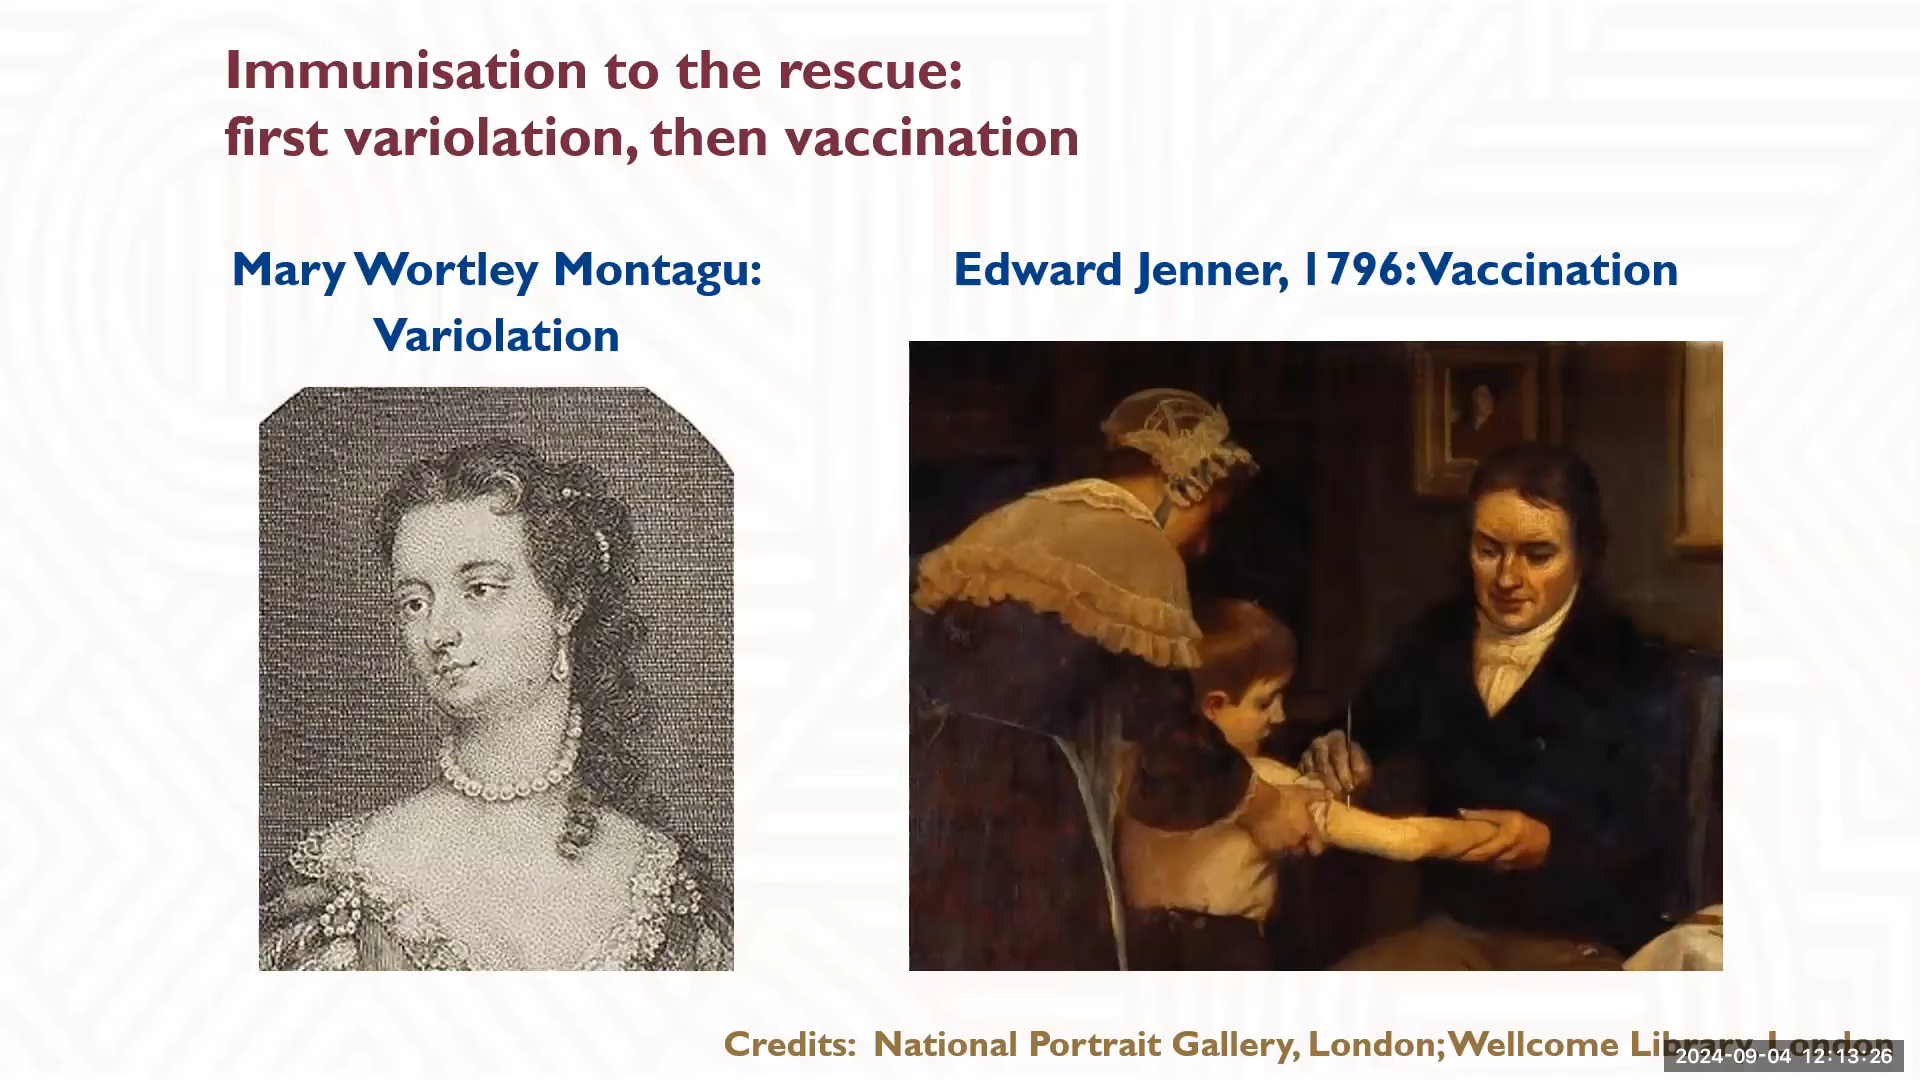 Immunisation to the rescue:
first variolation, then vaccination
Mary Wortley Montagu:
Variolation
Edward Jenner, 1796: Vaccination
Credits: National Portrait Gallery, London; Wellcome Library, London
2024-09-04 12:13:26